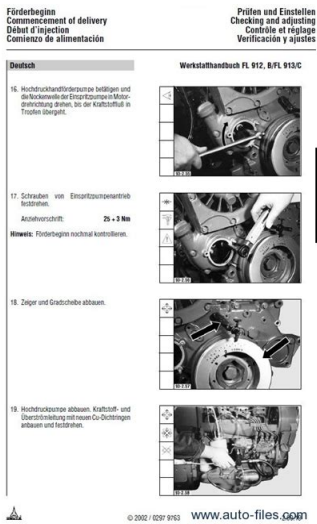 Förderbeginn
Commencement of delivery
Début d'injection
Comienzo de alimentación
Prüfen und Einstellen
Checking and adjusting
Contrôle et réglage
Verificación y ajustes
Deutsch
Werkstatthandbuch FL 912, B/FL 913/C
16. Hochdruckhandförderpumpe betätigen und
die Nockenwelle der Einspritzpumpe in Motor-
drehrichtung drehen, bis der Kraftstofffluß in
Tropfen übergeht.
17. Schrauben von Einspritzpumpenantrieb
festdrehen.
Anziehvorschrift: 25 + 3 Nm
Hinweis: Förderbeginn nochmal kontrollieren.
18. Zeiger und Gradscheibe abbauen.
19. Hochdruckpumpe abbauen. Kraftstoff- und
Überströmleitung mit neuen Cu-Dichtringen
anbauen und festdrehen.
© 2002 / 0297 9763
www.auto-files.com